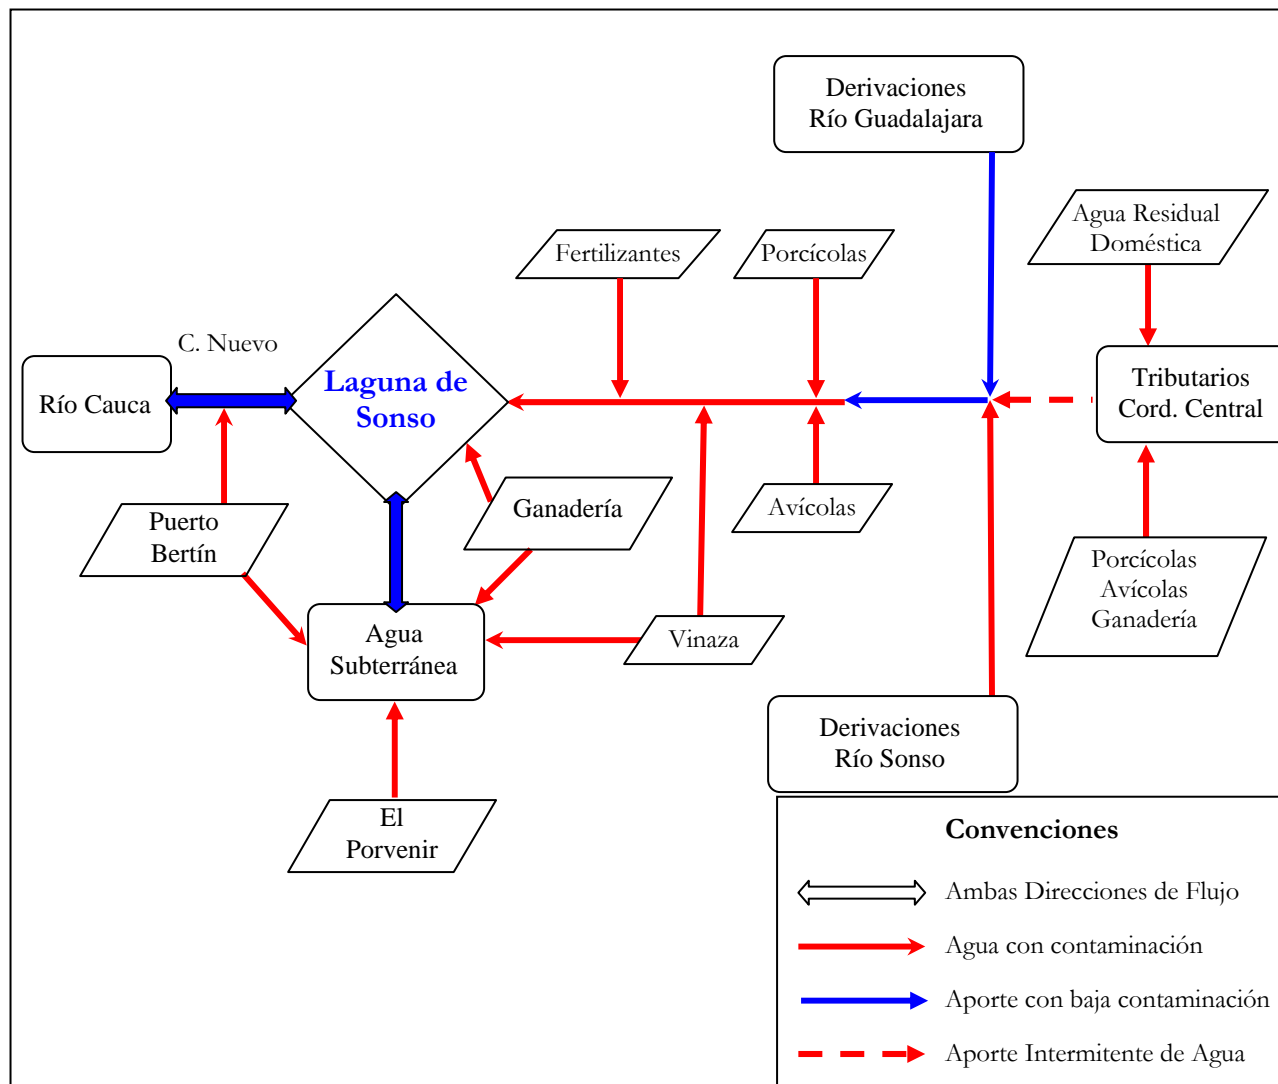 Derivaciones
Río Guadalajara
Agua Residual
Doméstica
Fertilizantes
Porcícolas
C. Nuevo
Río Cauca
Laguna de
Sonso
Tributarios
Cord. Central
Puerto
Bertín
Ganadería
Avícolas
Porcícolas
Avícolas
Ganadería
Agua
Subterránea
Vinaza
Derivaciones
Río Sonso
El
Porvenir
Convenciones
Ambas Direcciones de Flujo
Agua con contaminación
Aporte con baja contaminación
Aporte Intermitente de Agua